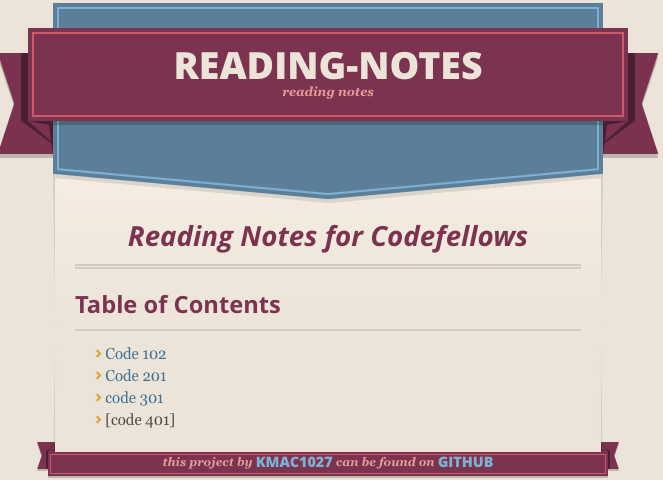 READING-NOTES
reading notes
Reading Notes for Codefellows
Table of Contents
Code 102
Code 201
code 301
[code 401]
this project by KMAC1027 can be found on GITHUB